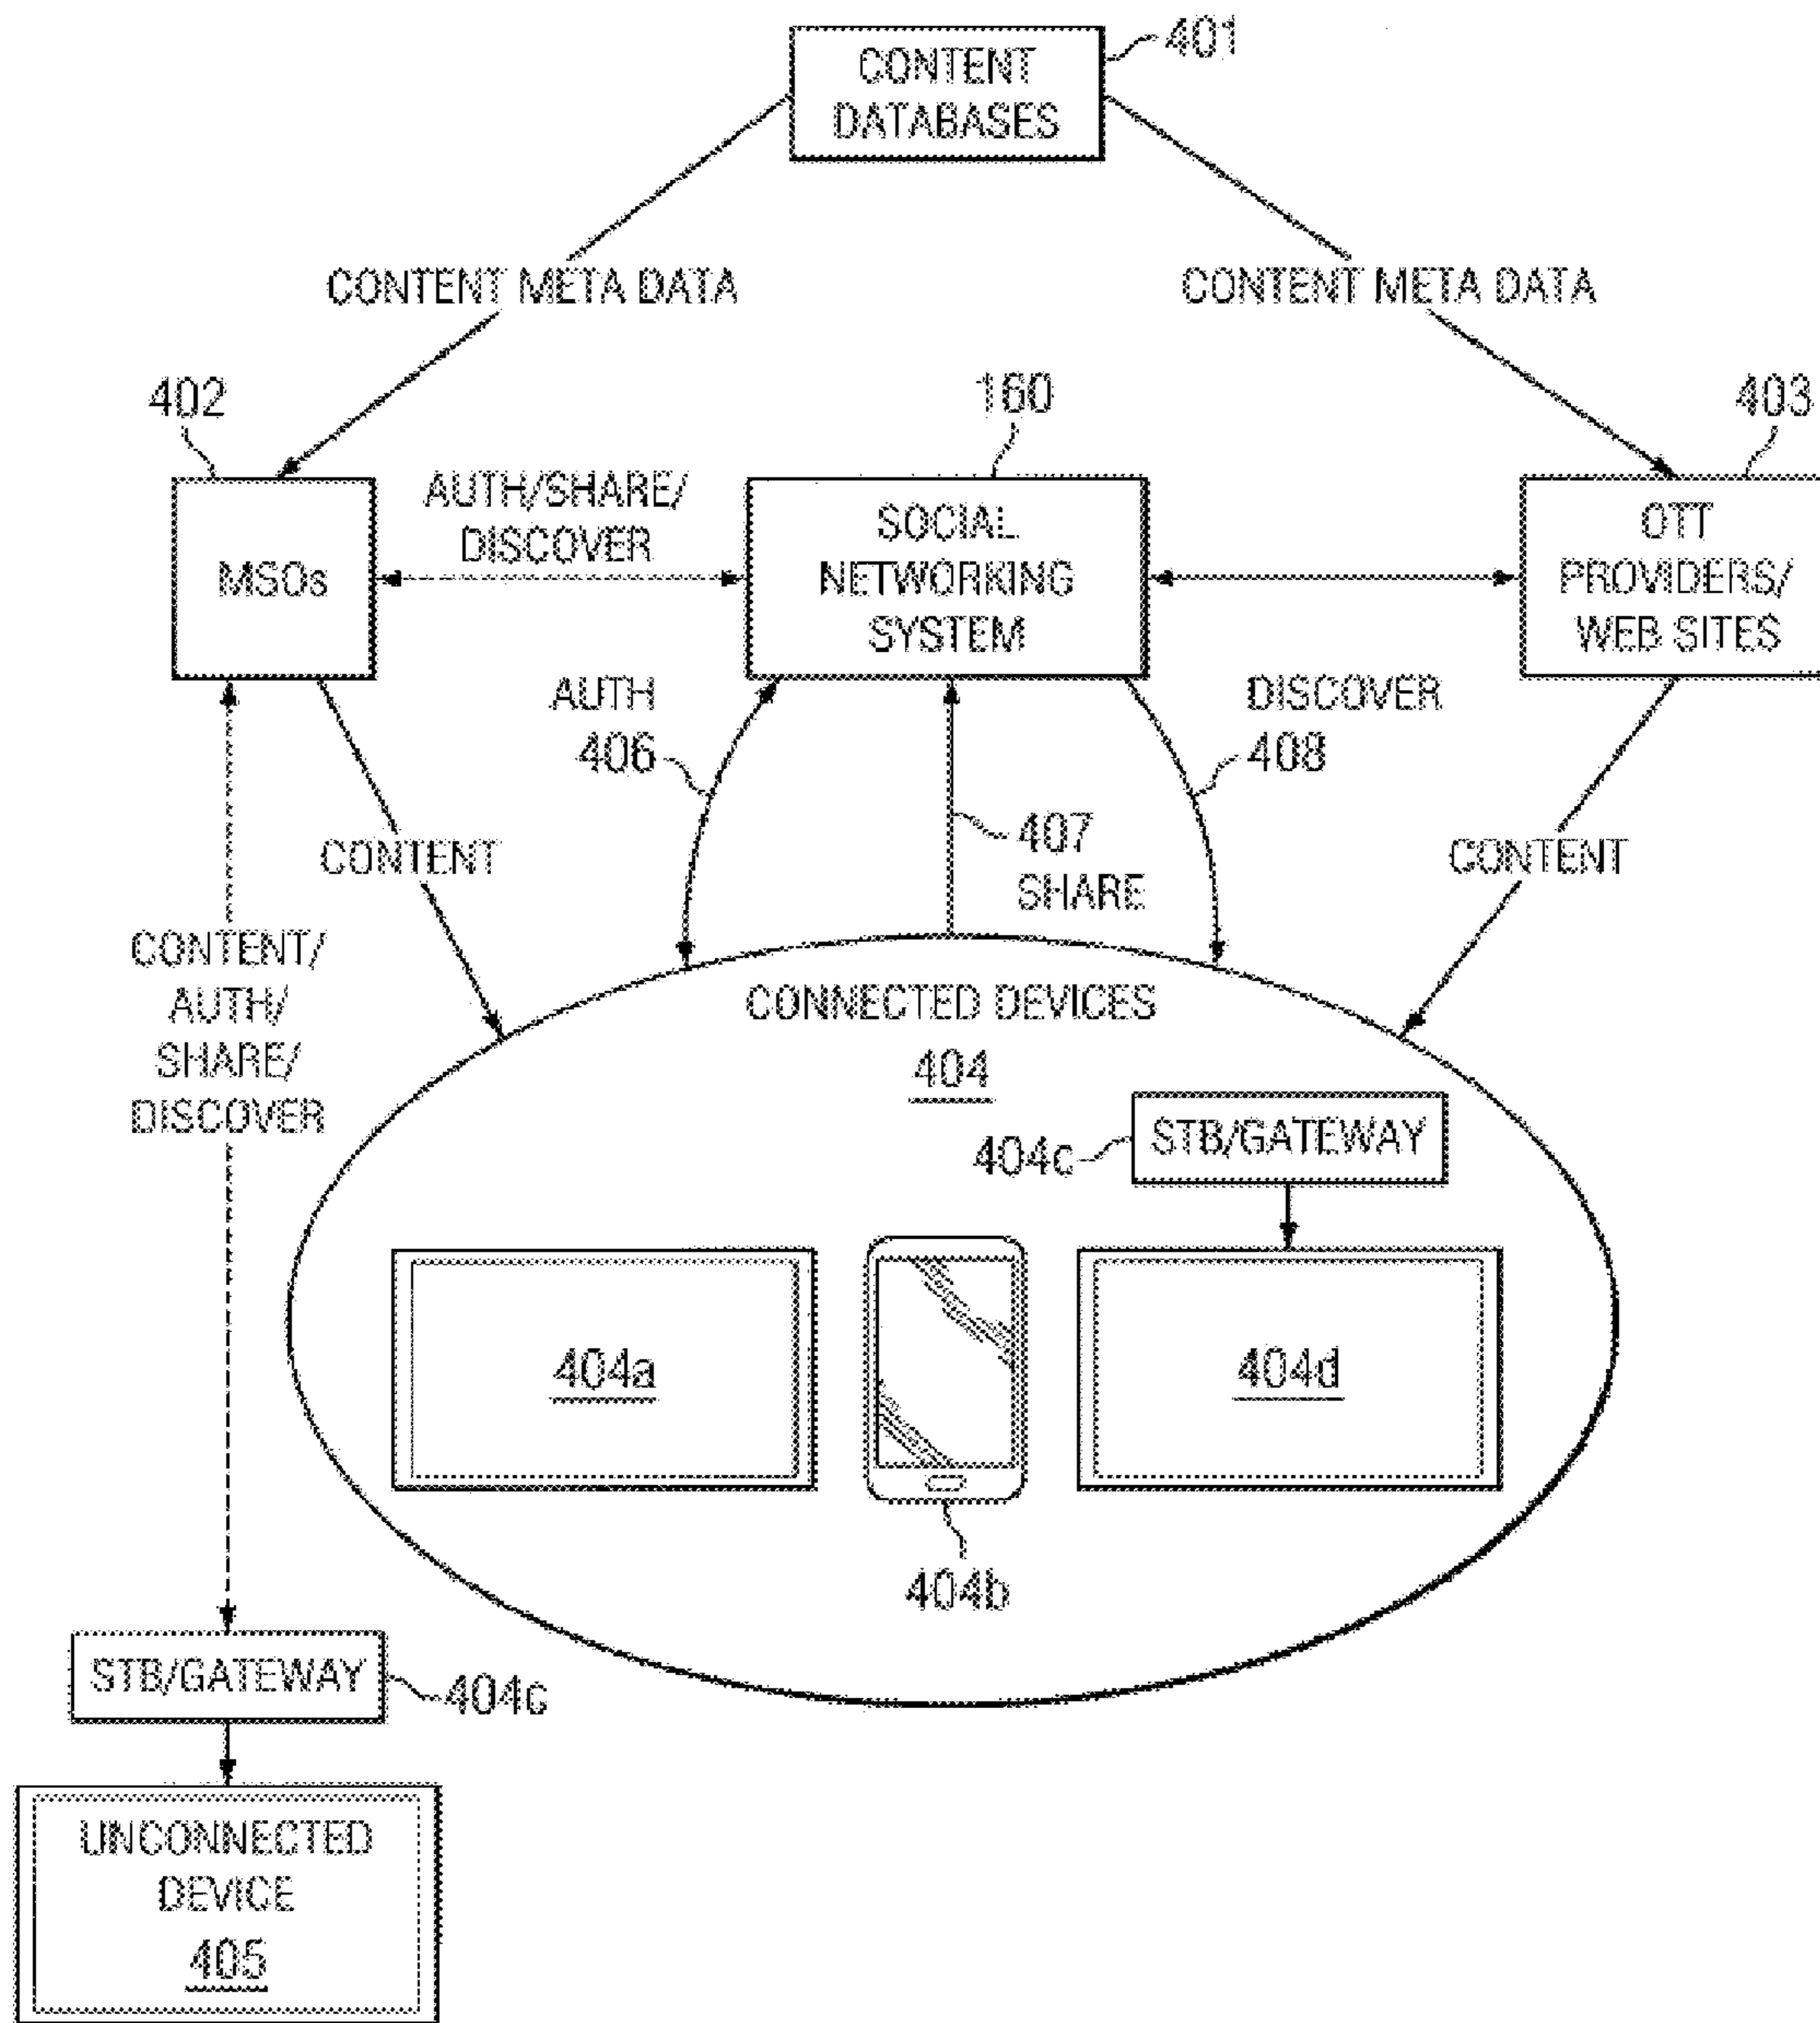 401
CONTENT
DATABASES
CONTENT META DATA
CONTENT META DATA
402
160
403
MSOs
AUTH/SHARE/
DISCOVER
SOCIAL
NETWORKING
SYSTEM
OTT
PROVIDERS/
WEB SITES
AUTH
406
DISCOVER
408
407
SHARE
CONTENT
CONTENT
CONTENT/
AUTH/
SHARE/
DISCOVER
CONNECTED DEVICES
404
404c
STB/GATEWAY
404a
404d
404b
STB/GATEWAY
404c
UNCONNECTED
DEVICE
405